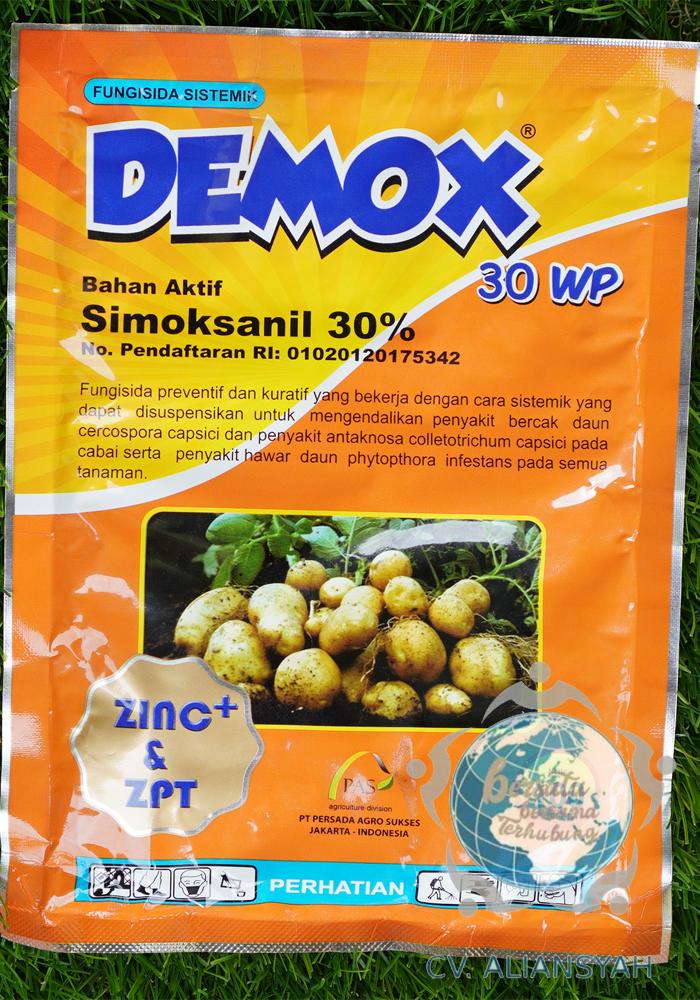 FUNGISIDA SISTEMIK
DEMOX®
30 WP
Bahan Aktif
Simoksanil 30%
No. Pendaftaran RI: 01020120175342
Fungisida preventif dan kuratif yang bekerja dengan cara sistemik yang
dapat disuspensikan untuk mengendalikan penyakit bercak daun
cercospora capsici dan penyakit antaknosa colletotrichum capsici pada
cabai serta penyakit hawar daun phytopthora infestans pada semua
tanaman.
ZINC+
&
ZPT
PAS
agriculture division
PT PERSADA AGRO SUKSES
JAKARTA - INDONESIA
bersatu..
bersama
Terhubung
PERHATIAN
CV. ALIANSYAH